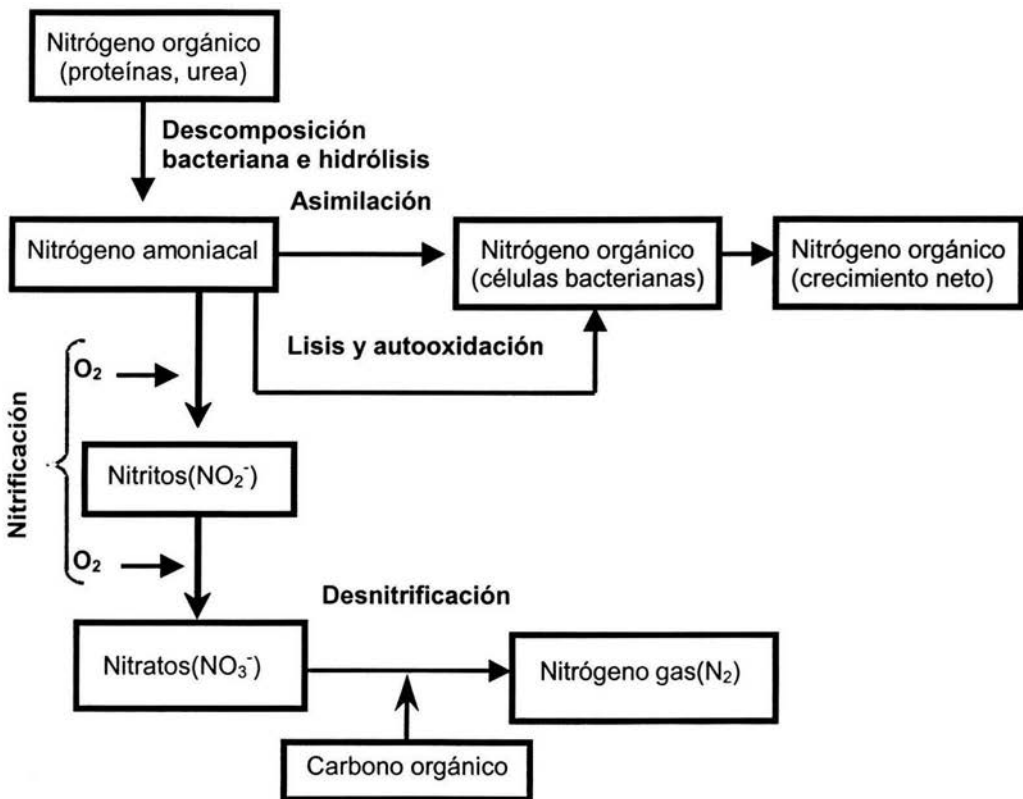 Nitrógeno orgánico
(proteínas, urea)
Descomposición
bacteriana e hidrólisis
Asimilación
Nitrógeno amoniacal
Nitrógeno orgánico
(células bacterianas)
Nitrógeno orgánico
(crecimiento neto)
Lisis y autooxidación
Nitrificación
O₂
Nitritos(NO₂⁻)
O₂
Desnitrificación
Nitratos(NO₃⁻)
Nitrógeno gas(N₂)
Carbono orgánico